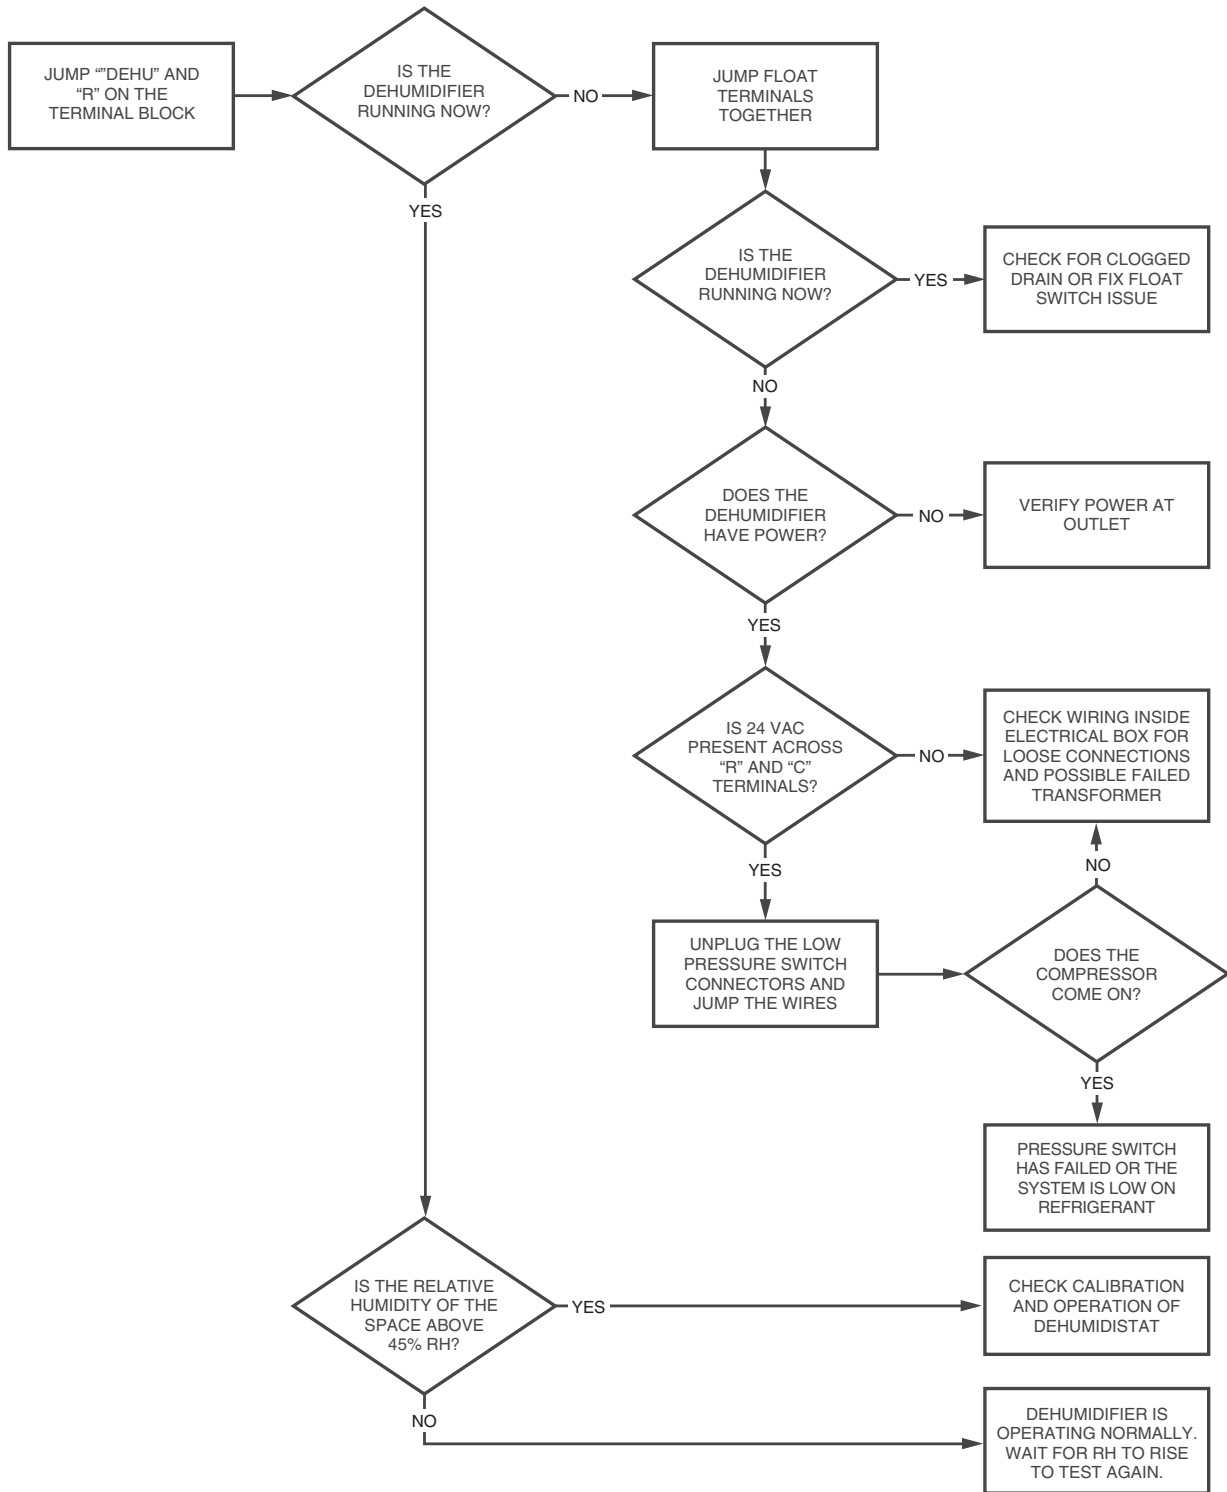 JUMP “”DEHU” AND
“R” ON THE
TERMINAL BLOCK
IS THE
DEHUMIDIFIER
RUNNING NOW?
NO
JUMP FLOAT
TERMINALS
TOGETHER
YES
IS THE
DEHUMIDIFIER
RUNNING NOW?
YES
CHECK FOR CLOGGED
DRAIN OR FIX FLOAT
SWITCH ISSUE
NO
DOES THE
DEHUMIDIFIER
HAVE POWER?
NO
VERIFY POWER AT
OUTLET
YES
IS 24 VAC
PRESENT ACROSS
“R” AND “C”
TERMINALS?
NO
CHECK WIRING INSIDE
ELECTRICAL BOX FOR
LOOSE CONNECTIONS
AND POSSIBLE FAILED
TRANSFORMER
YES
NO
UNPLUG THE LOW
PRESSURE SWITCH
CONNECTORS AND
JUMP THE WIRES
DOES THE
COMPRESSOR
COME ON?
YES
PRESSURE SWITCH
HAS FAILED OR THE
SYSTEM IS LOW ON
REFRIGERANT
IS THE RELATIVE
HUMIDITY OF THE
SPACE ABOVE
45% RH?
YES
CHECK CALIBRATION
AND OPERATION OF
DEHUMIDISTAT
NO
DEHUMIDIFIER IS
OPERATING NORMALLY.
WAIT FOR RH TO RISE
TO TEST AGAIN.